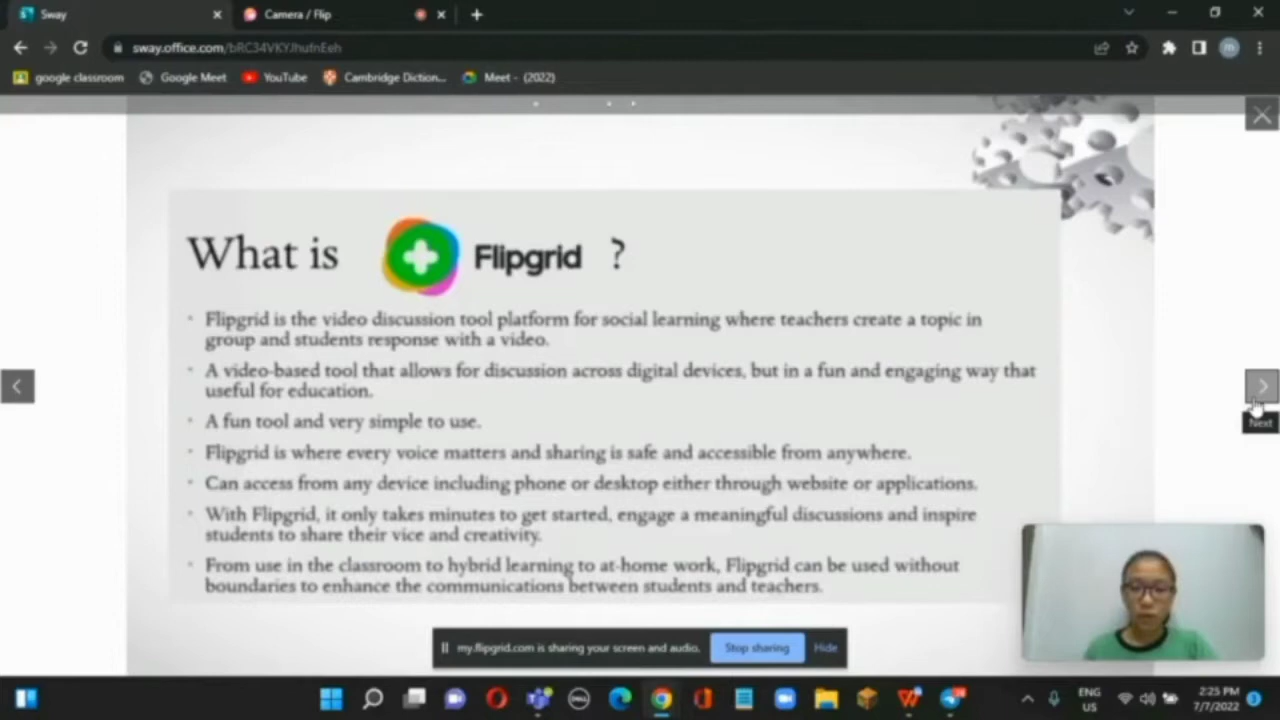 Sway
Camera / Flip
sway.office.com/bRC34VKYJhufnEeh
google classroom
Google Meet
YouTube
Cambridge Diction...
Meet - (2022)
What is Flipgrid ?
Flipgrid is the video discussion tool platform for social learning where teachers create a topic in
group and students response with a video.
A video-based tool that allows for discussion across digital devices, but in a fun and engaging way that
useful for education.
A fun tool and very simple to use.
Flipgrid is where every voice matters and sharing is safe and accessible from anywhere.
Can access from any device including phone or desktop either through website or applications.
With Flipgrid, it only takes minutes to get started, engage a meaningful discussions and inspire
students to share their vice and creativity.
From use in the classroom to hybrid learning to at-home work, Flipgrid can be used without
boundaries to enhance the communications between students and teachers.
Next
my.flipgrid.com is sharing your screen and audio.
Stop sharing
Hide
DELL
ENG
US
2:25 PM
7/7/2022